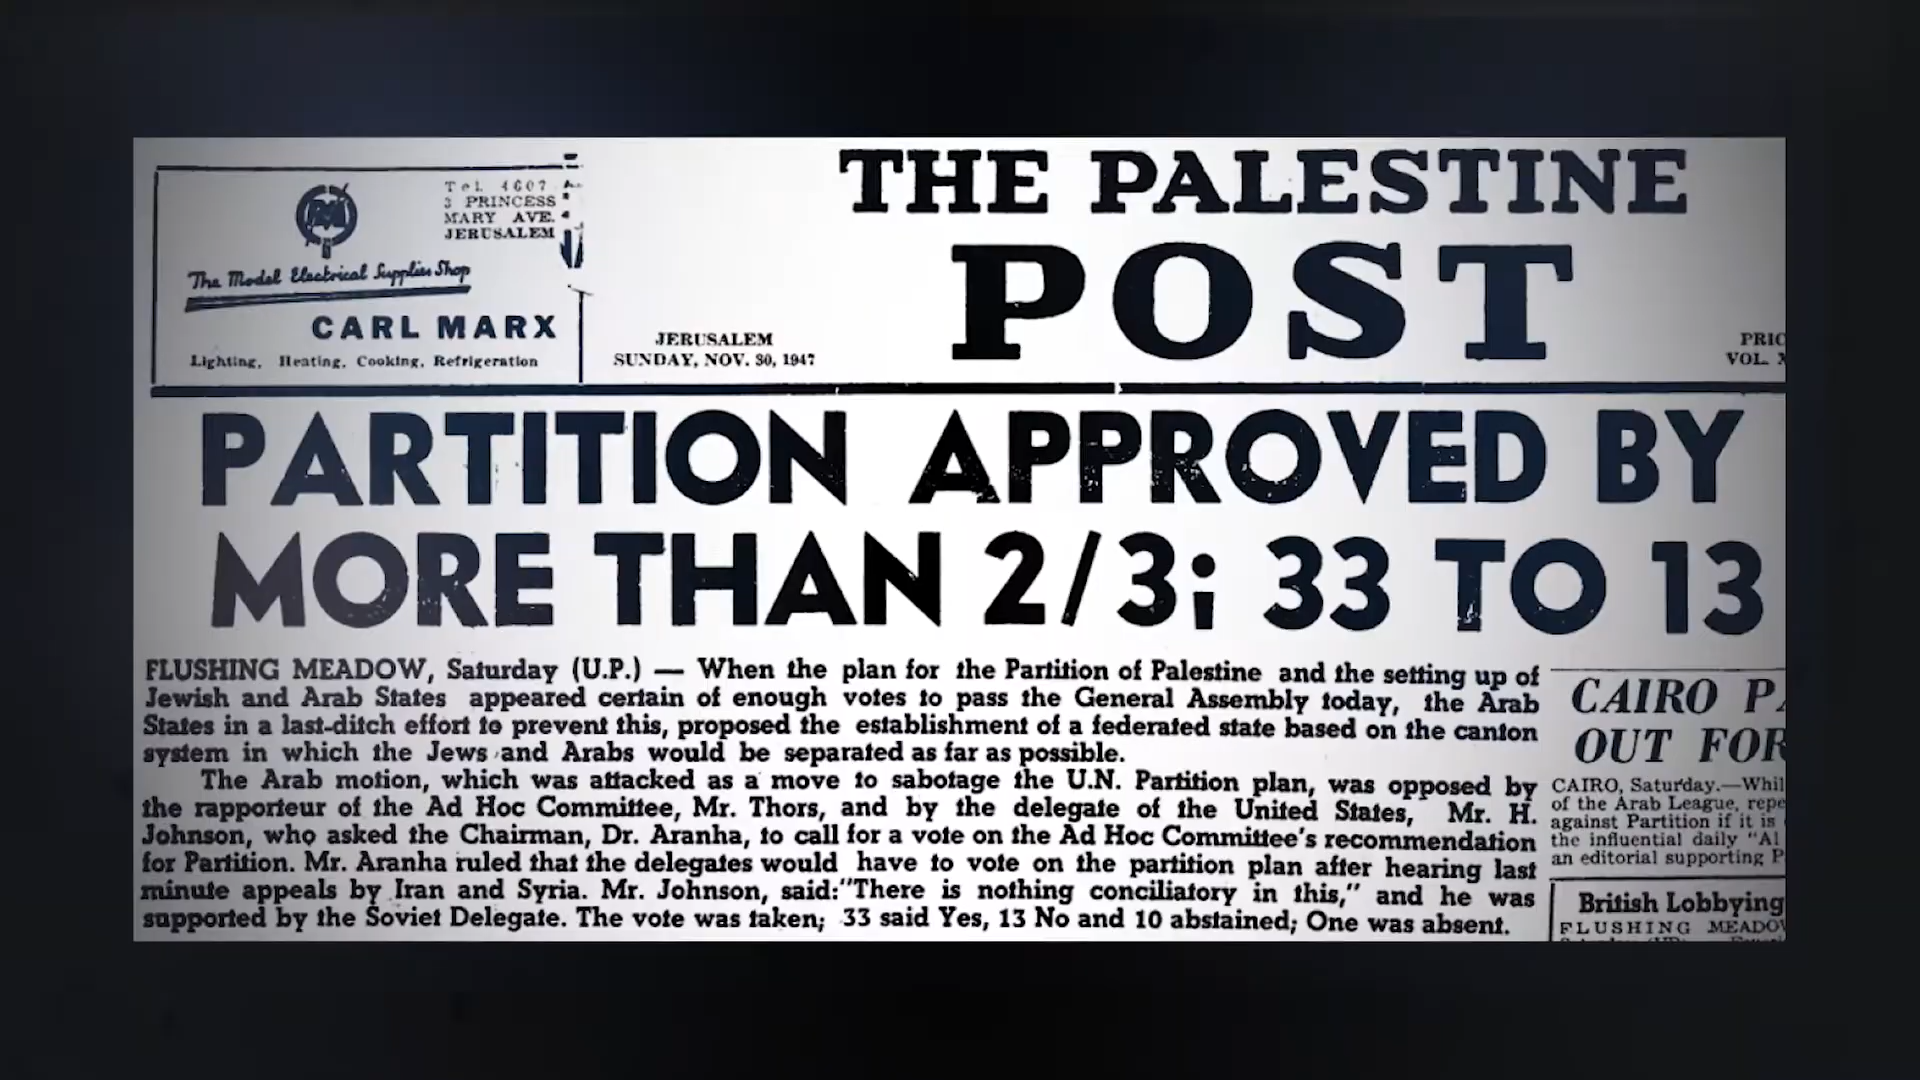 Tel. 4607
3 PRINCESS
MARY AVE.
JERUSALEM
The Model Electrical Supplies Shop
CARL MARX
Lighting, Heating, Cooking, Refrigeration
THE PALESTINE
POST
JERUSALEM
SUNDAY, NOV. 30, 1947
PRIC
VOL. X
PARTITION APPROVED BY
MORE THAN 2/3; 33 TO 13
FLUSHING MEADOW, Saturday (U.P.) — When the plan for the Partition of Palestine and the setting up of
Jewish and Arab States appeared certain of enough votes to pass the General Assembly today, the Arab
States in a last-ditch effort to prevent this, proposed the establishment of a federated state based on the canton
system in which the Jews and Arabs would be separated as far as possible.
The Arab motion, which was attacked as a move to sabotage the U.N. Partition plan, was opposed by
the rapporteur of the Ad Hoc Committee, Mr. Thors, and by the delegate of the United States, Mr. H.
Johnson, who asked the Chairman, Dr. Aranha, to call for a vote on the Ad Hoc Committee's recommendation
for Partition. Mr. Aranha ruled that the delegates would have to vote on the partition plan after hearing last
minute appeals by Iran and Syria. Mr. Johnson, said:"There is nothing conciliatory in this," and he was
supported by the Soviet Delegate. The vote was taken; 33 said Yes, 13 No and 10 abstained; One was absent.
CAIRO PA
OUT FOR
CAIRO, Saturday.—Whil
of the Arab League, repe
against Partition if it is
the influential daily "Al
an editorial supporting P
British Lobbying
FLUSHING MEADOW